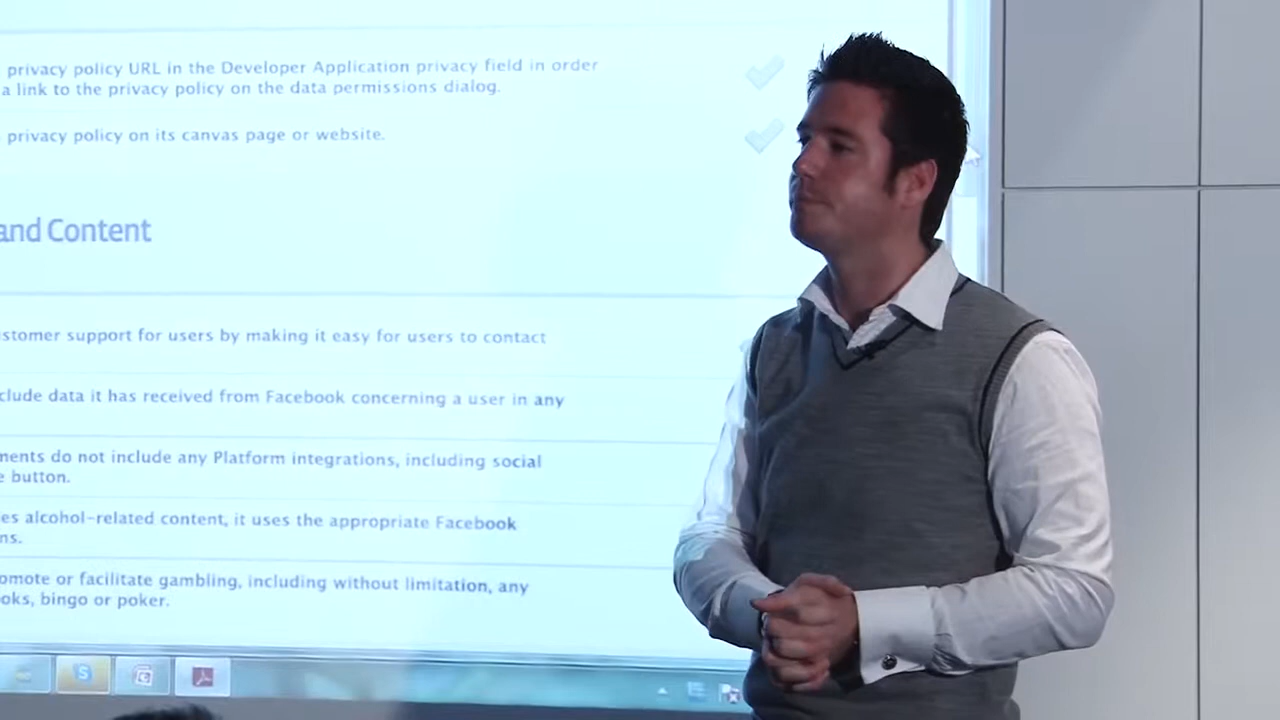 privacy policy URL in the Developer Application privacy field in order
a link to the privacy policy on the data permissions dialog.
privacy policy on its canvas page or website.
and Content
stomer support for users by making it easy for users to contact
clude data it has received from Facebook concerning a user in any
ments do not include any Platform integrations, including social
e button.
es alcohol-related content, it uses the appropriate Facebook
ns.
omote or facilitate gambling, including without limitation, any
oks, bingo or poker.